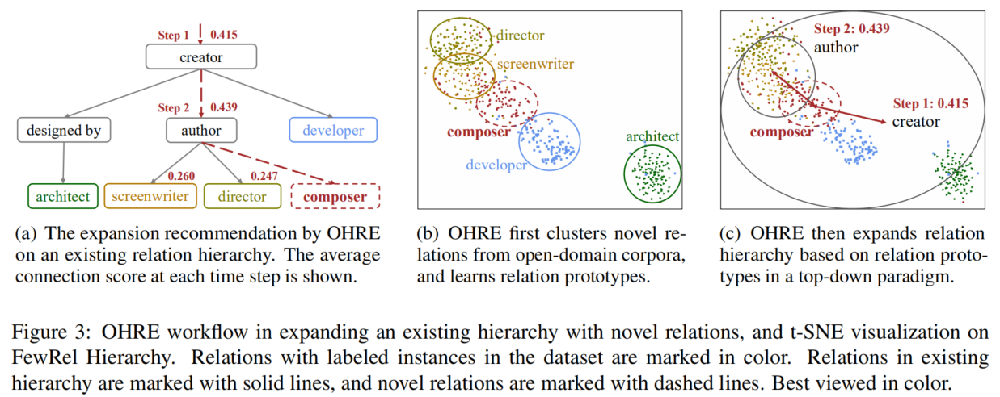 Step 1 0.415
creator
Step 2 0.439
designed by author developer
0.260 0.247
architect screenwriter director composer
(a) The expansion recommendation by OHRE
on an existing relation hierarchy. The average
connection score at each time step is shown.
director
screenwriter
composer
architect
developer
(b) OHRE first clusters novel re-
lations from open-domain corpora,
and learns relation prototypes.
Step 2: 0.439
author
Step 1: 0.415
creator
composer
(c) OHRE then expands relation
hierarchy based on relation proto-
types in a top-down paradigm.
Figure 3: OHRE workflow in expanding an existing hierarchy with novel relations, and t-SNE visualization on
FewRel Hierarchy. Relations with labeled instances in the dataset are marked in color. Relations in existing
hierarchy are marked with solid lines, and novel relations are marked with dashed lines. Best viewed in color.